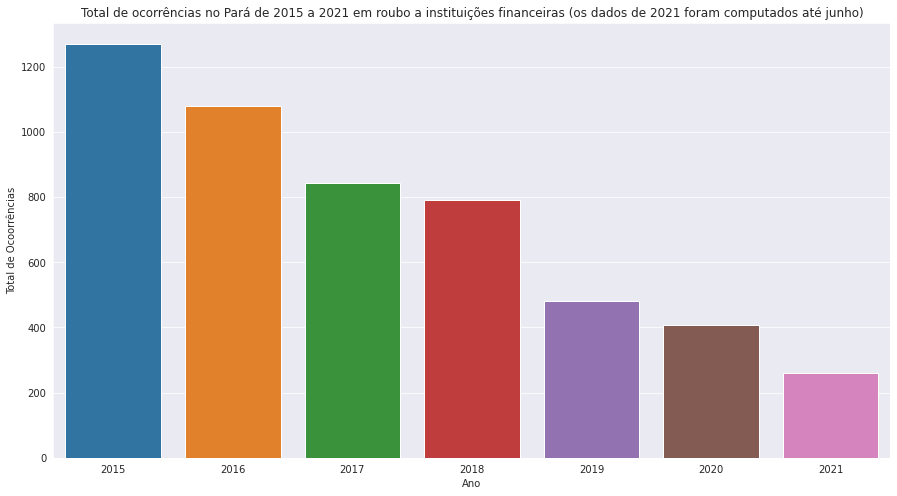 Total de ocorrências no Pará de 2015 a 2021 em roubo a instituições financeiras (os dados de 2021 foram computados até junho)
1200
1000
800
600
400
200
0
Total de Ocoorrências
2015 2016 2017 2018 2019 2020 2021
Ano